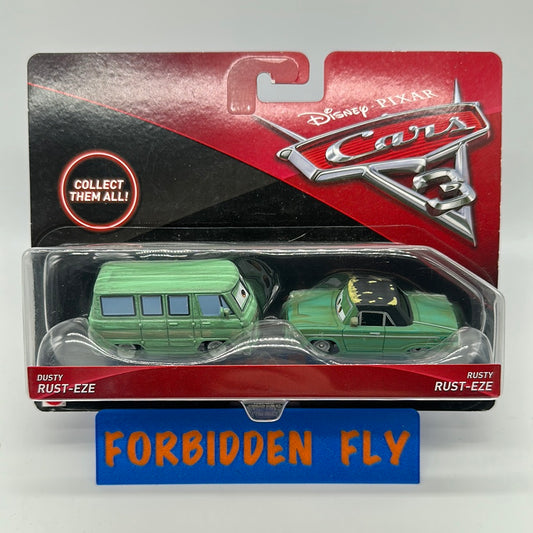 DISNEY · PIXAR
Cars
3
COLLECT
THEM ALL!
DUSTY
RUST-EZE
RUSTY
RUST-EZE
FORBIDDEN FLY